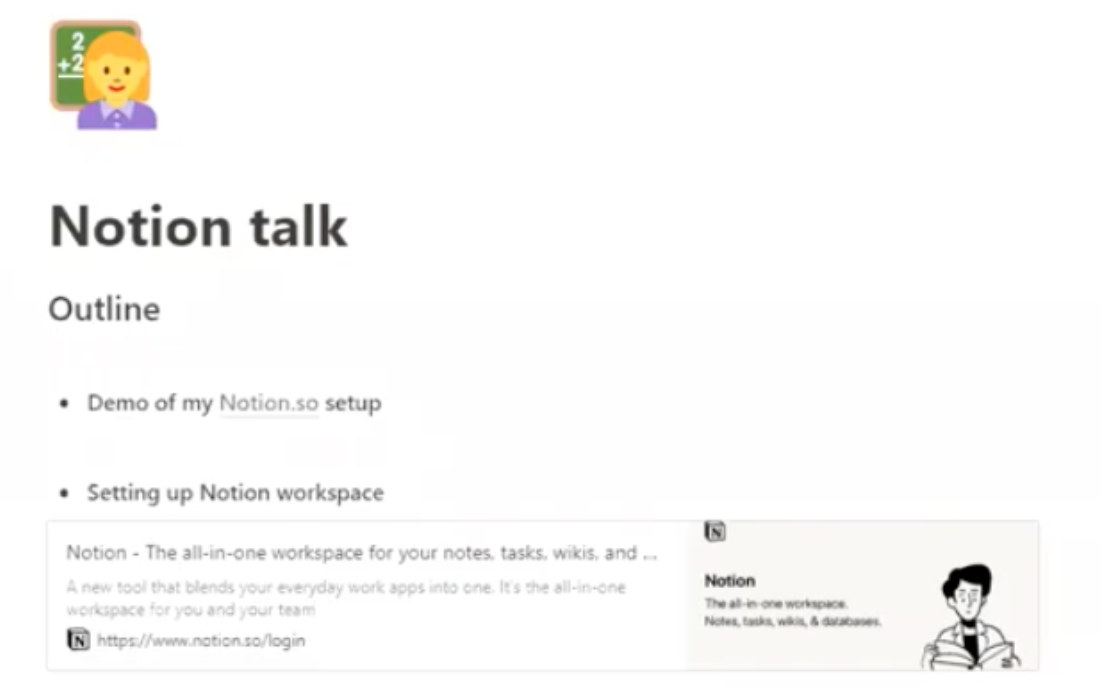 2
+2
Notion talk
Outline
• Demo of my Notion.so setup
• Setting up Notion workspace
Notion - The all-in-one workspace for your notes, tasks, wikis, and ...
A new tool that blends your everyday work apps into one. It's the all-in-one
workspace for you and your team
N https://www.notion.so/login
N
Notion
The all-in-one workspace.
Notes, tasks, wikis, & databases.